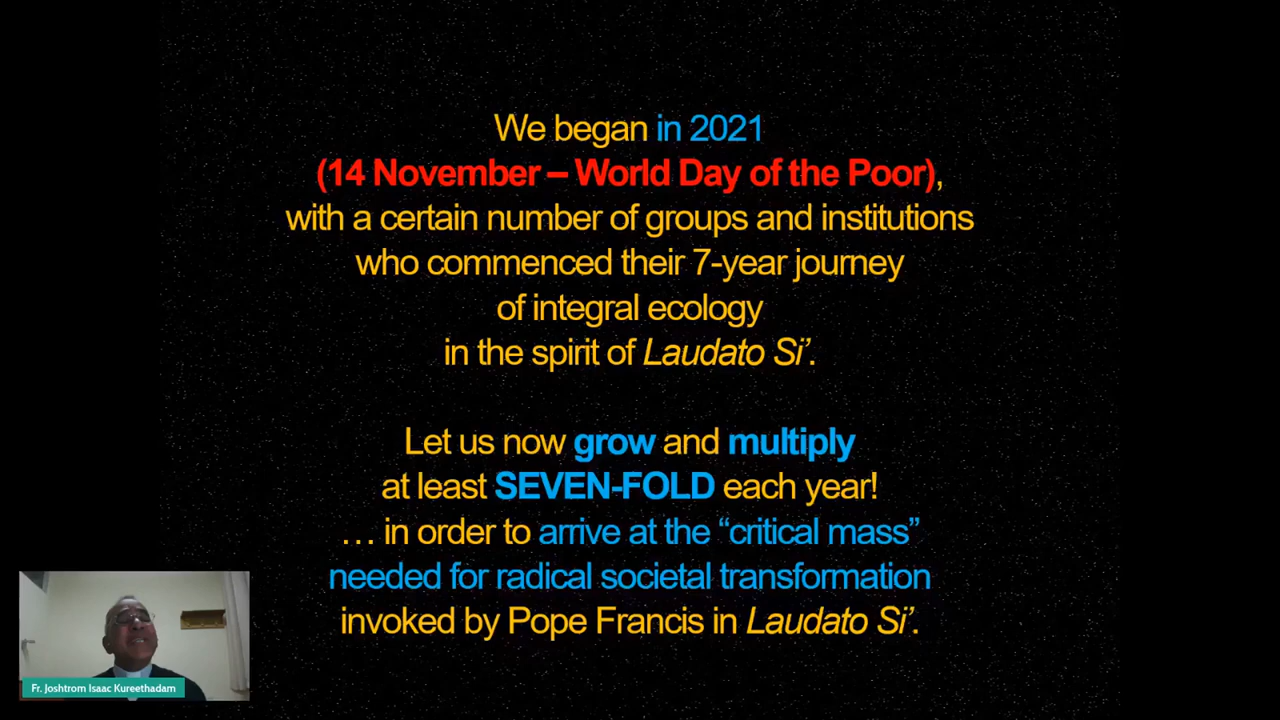 We began in 2021
(14 November – World Day of the Poor),
with a certain number of groups and institutions
who commenced their 7-year journey
of integral ecology
in the spirit of Laudato Si’.
Let us now grow and multiply
at least SEVEN-FOLD each year!
… in order to arrive at the “critical mass”
needed for radical societal transformation
invoked by Pope Francis in Laudato Si’.
Fr. Joshtrom Isaac Kureethadam